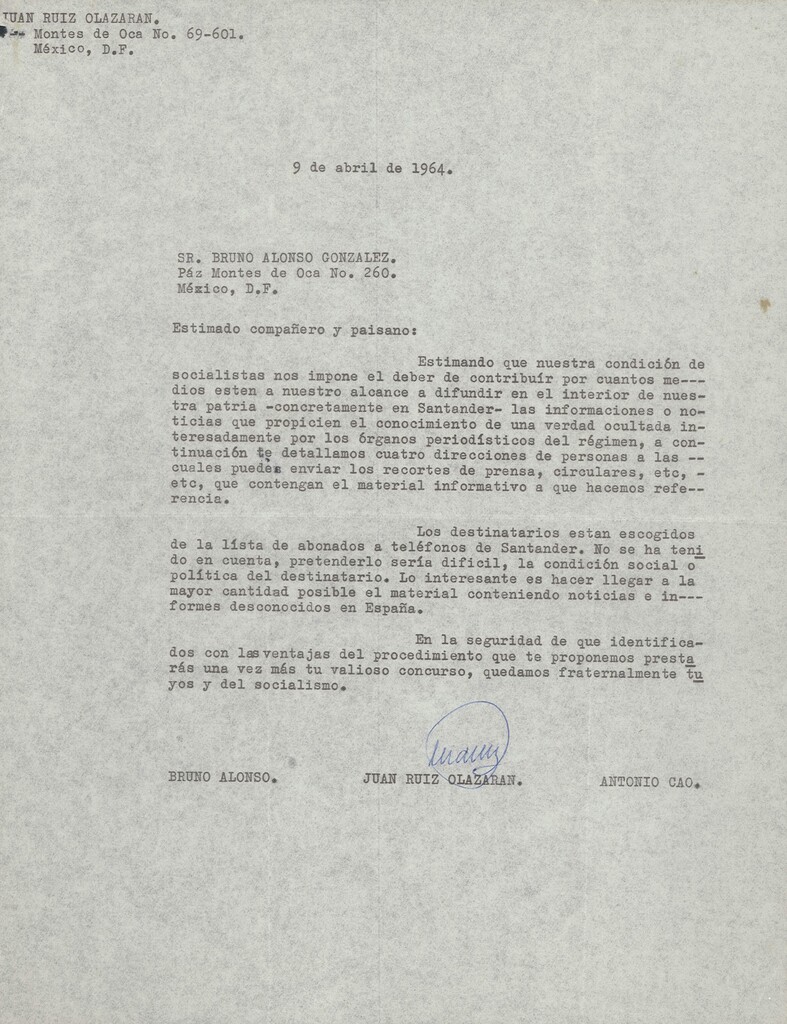 JUAN RUIZ OLAZARAN.
Montes de Oca No. 69-601.
México, D.F.
9 de abril de 1964.
SR. BRUNO ALONSO GONZALEZ.
Páz Montes de Oca No. 260.
México, D.F.
Estimado compañero y paisano:
Estimando que nuestra condición de
socialistas nos impone el deber de contribuír por cuantos me---
dios esten a nuestro alcance a difundir en el interior de nues-
tra patria -concretamente en Santander- las informaciones o no-
ticias que propicien el conocimiento de una verdad ocultada in-
teresadamente por los órganos periodísticos del régimen, a con-
tinuación te detallamos cuatro direcciones de personas a las --
cuales puedes enviar los recortes de prensa, circulares, etc, -
etc, que contengan el material informativo a que hacemos refe--
rencia.
Los destinatarios estan escogidos
de la lista de abonados a teléfonos de Santander. No se ha teni
do en cuenta, pretenderlo sería dificil, la condición social o
política del destinatario. Lo interesante es hacer llegar a la
mayor cantidad posible el material conteniendo noticias e in---
formes desconocidos en España.
En la seguridad de que identifica-
dos con las ventajas del procedimiento que te proponemos presta
rás una vez más tu valioso concurso, quedamos fraternalmente tu
yos y del socialismo.
BRUNO ALONSO. JUAN RUIZ OLAZARAN. ANTONIO CAO.